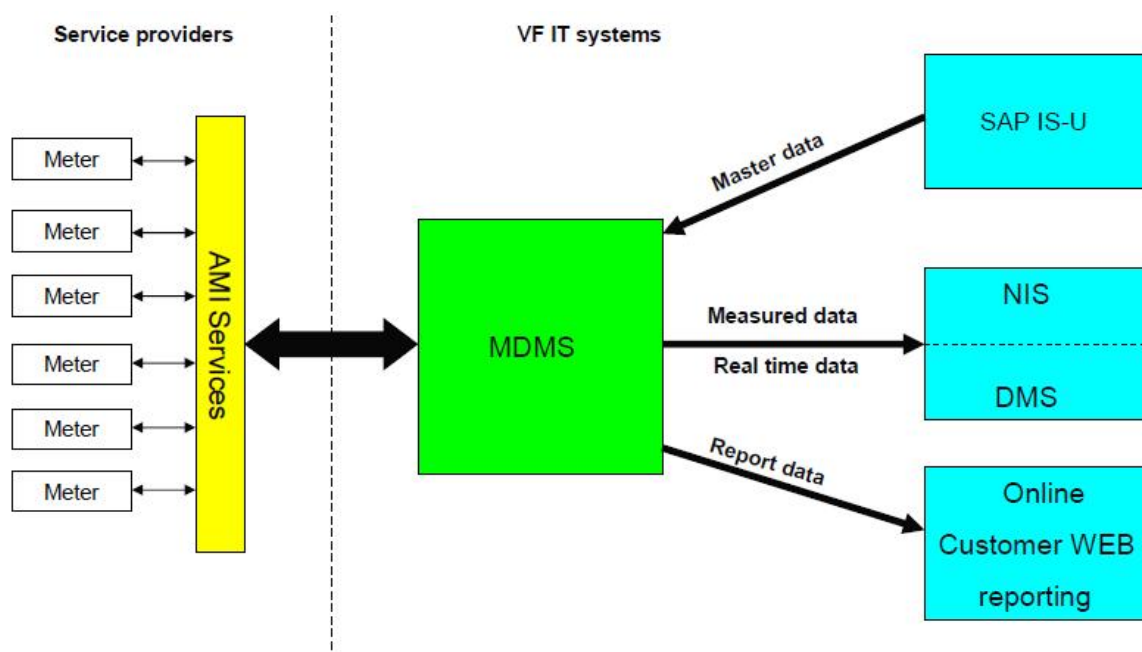 Service providers
VF IT systems
Meter
Meter
Meter
Meter
Meter
Meter
AMI Services
MDMS
Master data
Measured data
Real time data
Report data
SAP IS-U
NIS
DMS
Online
Customer WEB
reporting